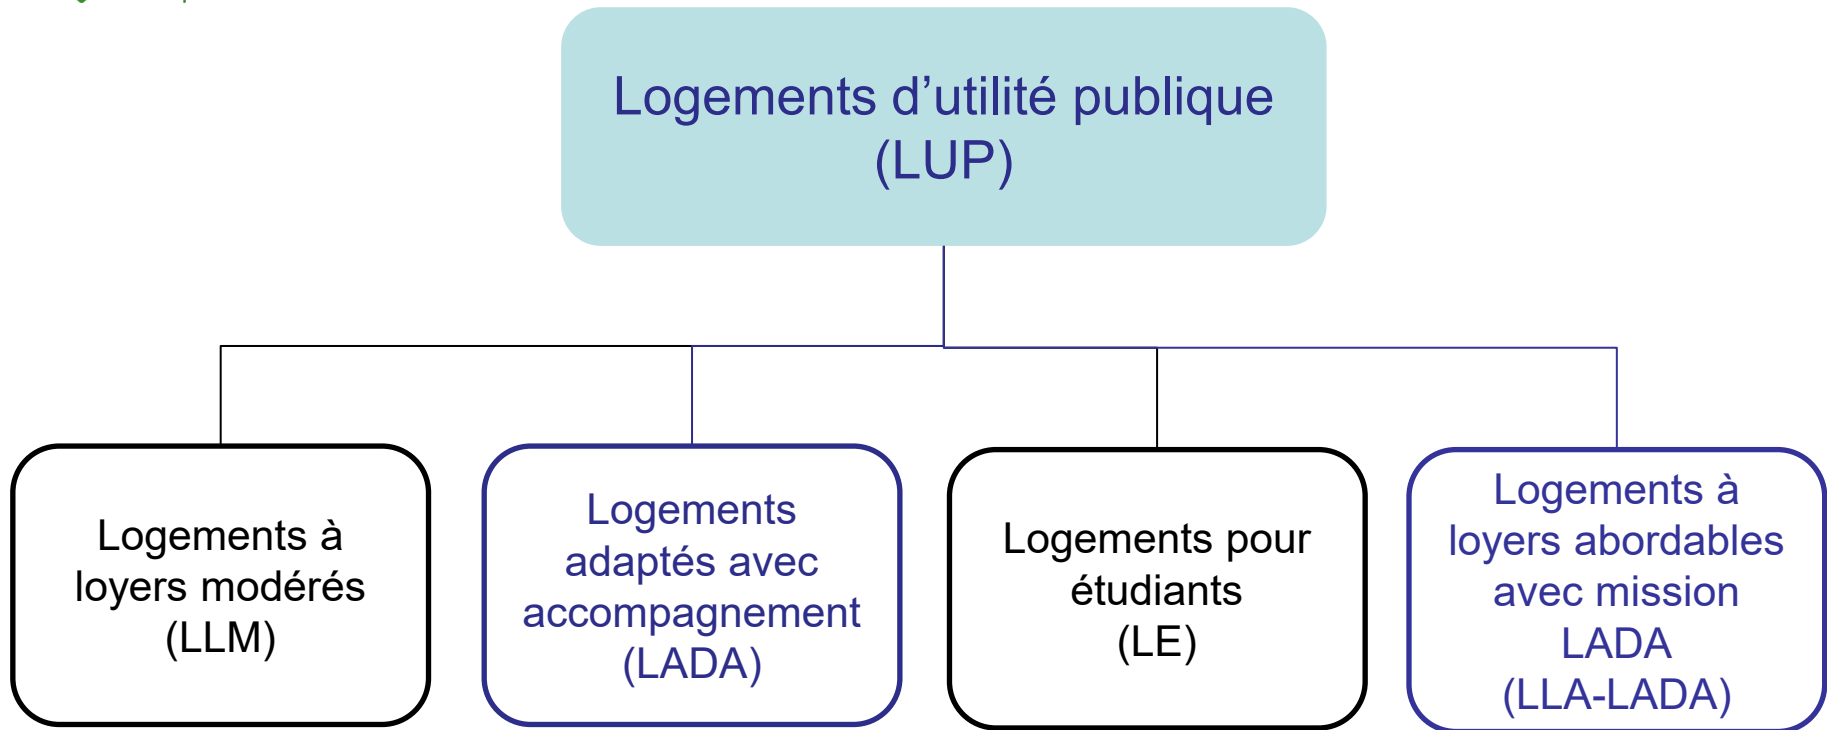 Logements d’utilité publique
(LUP)
Logements à
loyers modérés
(LLM)
Logements
adaptés avec
accompagnement
(LADA)
Logements pour
étudiants
(LE)
Logements à
loyers abordables
avec mission
LADA
(LLA-LADA)